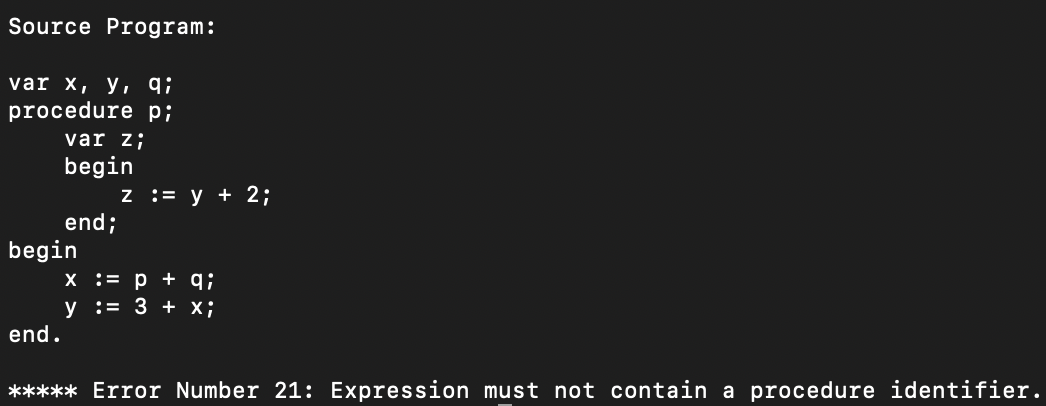 Source Program:
var x, y, q;
procedure p;
var z;
begin
z := y + 2;
end;
begin
x := p + q;
y := 3 + x;
end.
***** Error Number 21: Expression must not contain a procedure identifier.